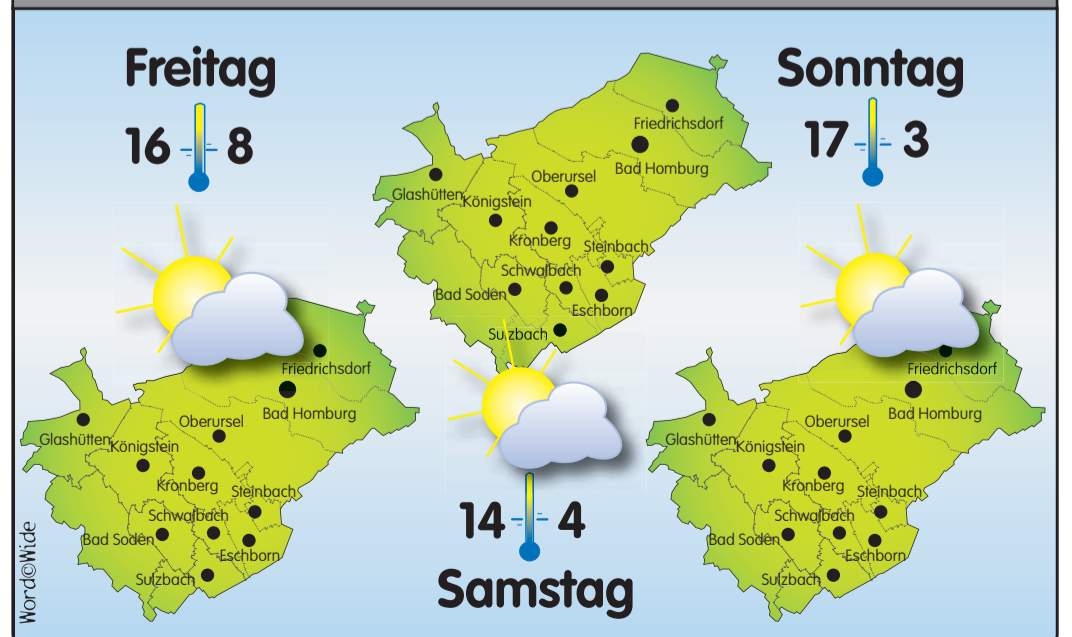 Freitag
16 8
Friedrichsdorf
Bad Homburg
Oberursel
Glashütten
Königstein
Kronberg
Steinbach
Schwalbach
Bad Soden
Eschborn
Sulzbach
Friedrichsdorf
Bad Homburg
Oberursel
Glashütten
Königstein
Kronberg
Steinbach
Schwalbach
Bad Soden
Eschborn
Sulzbach
14 4
Samstag
Sonntag
17 3
Friedrichsdorf
Bad Homburg
Oberursel
Glashütten
Königstein
Kronberg
Steinbach
Schwalbach
Bad Soden
Eschborn
Sulzbach
Word©Wide